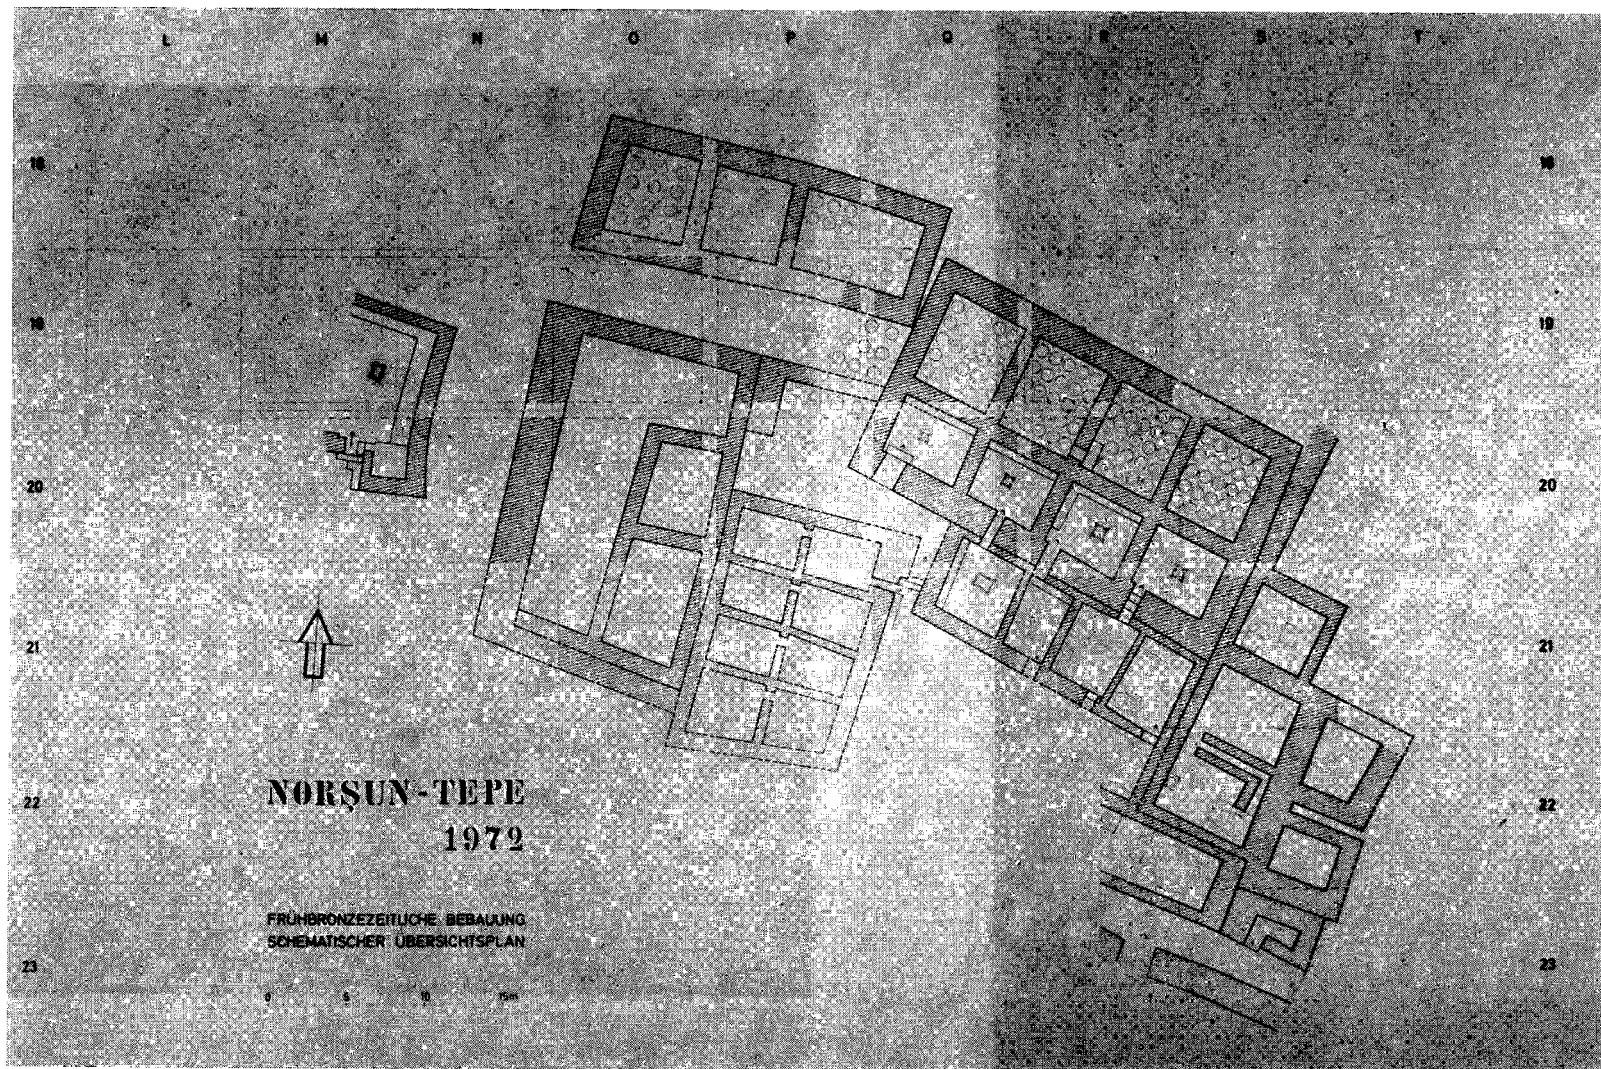 L M N O P Q R S T
18 18
19 19
20 20
21 21
22 22
23 23
NORŞUN-TEPE
1972
FRÜHBRONZEZEITLICHE BEBAUUNG
SCHEMATISCHER ÜBERSICHTSPLAN
0 5 10 15m